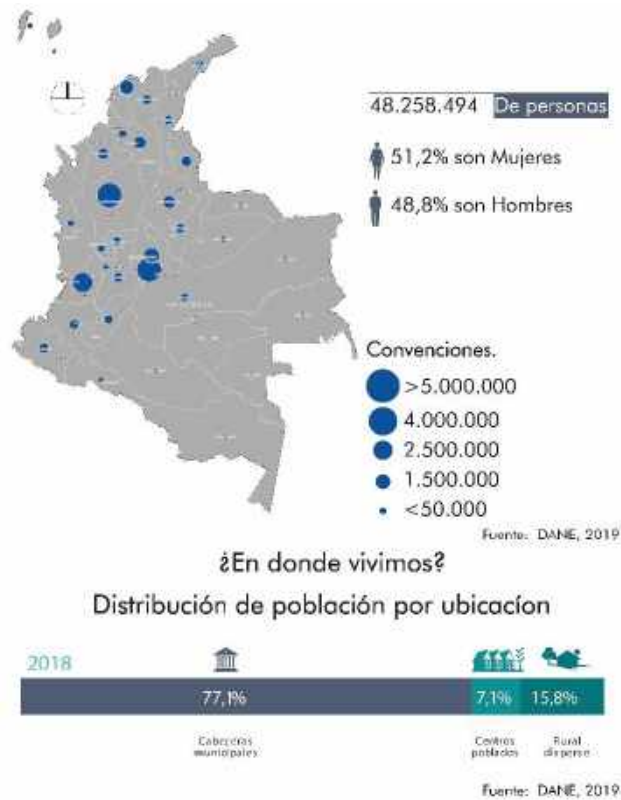 48.258.494 De personas
51,2% son Mujeres
48,8% son Hombres
Convenciones.
>5.000.000
4.000.000
2.500.000
1.500.000
<50.000
Fuente: DANE, 2019
¿En donde vivimos?
Distribución de población por ubicacíon
2018
77,1% 7,1% 15,8%
Cabeceras
municipales
Centros
poblados
Rural
disperso
Fuente: DANE, 2019